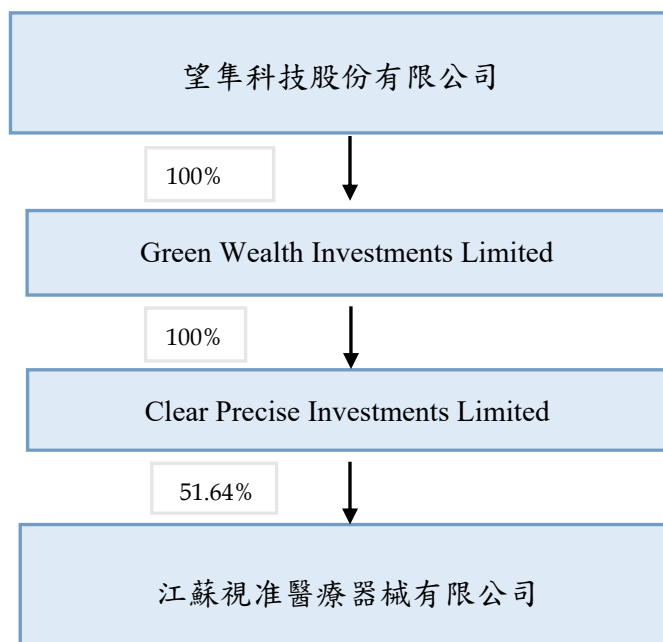 望隼科技股份有限公司
100%
Green Wealth Investments Limited
100%
Clear Precise Investments Limited
51.64%
江蘇視准醫療器械有限公司